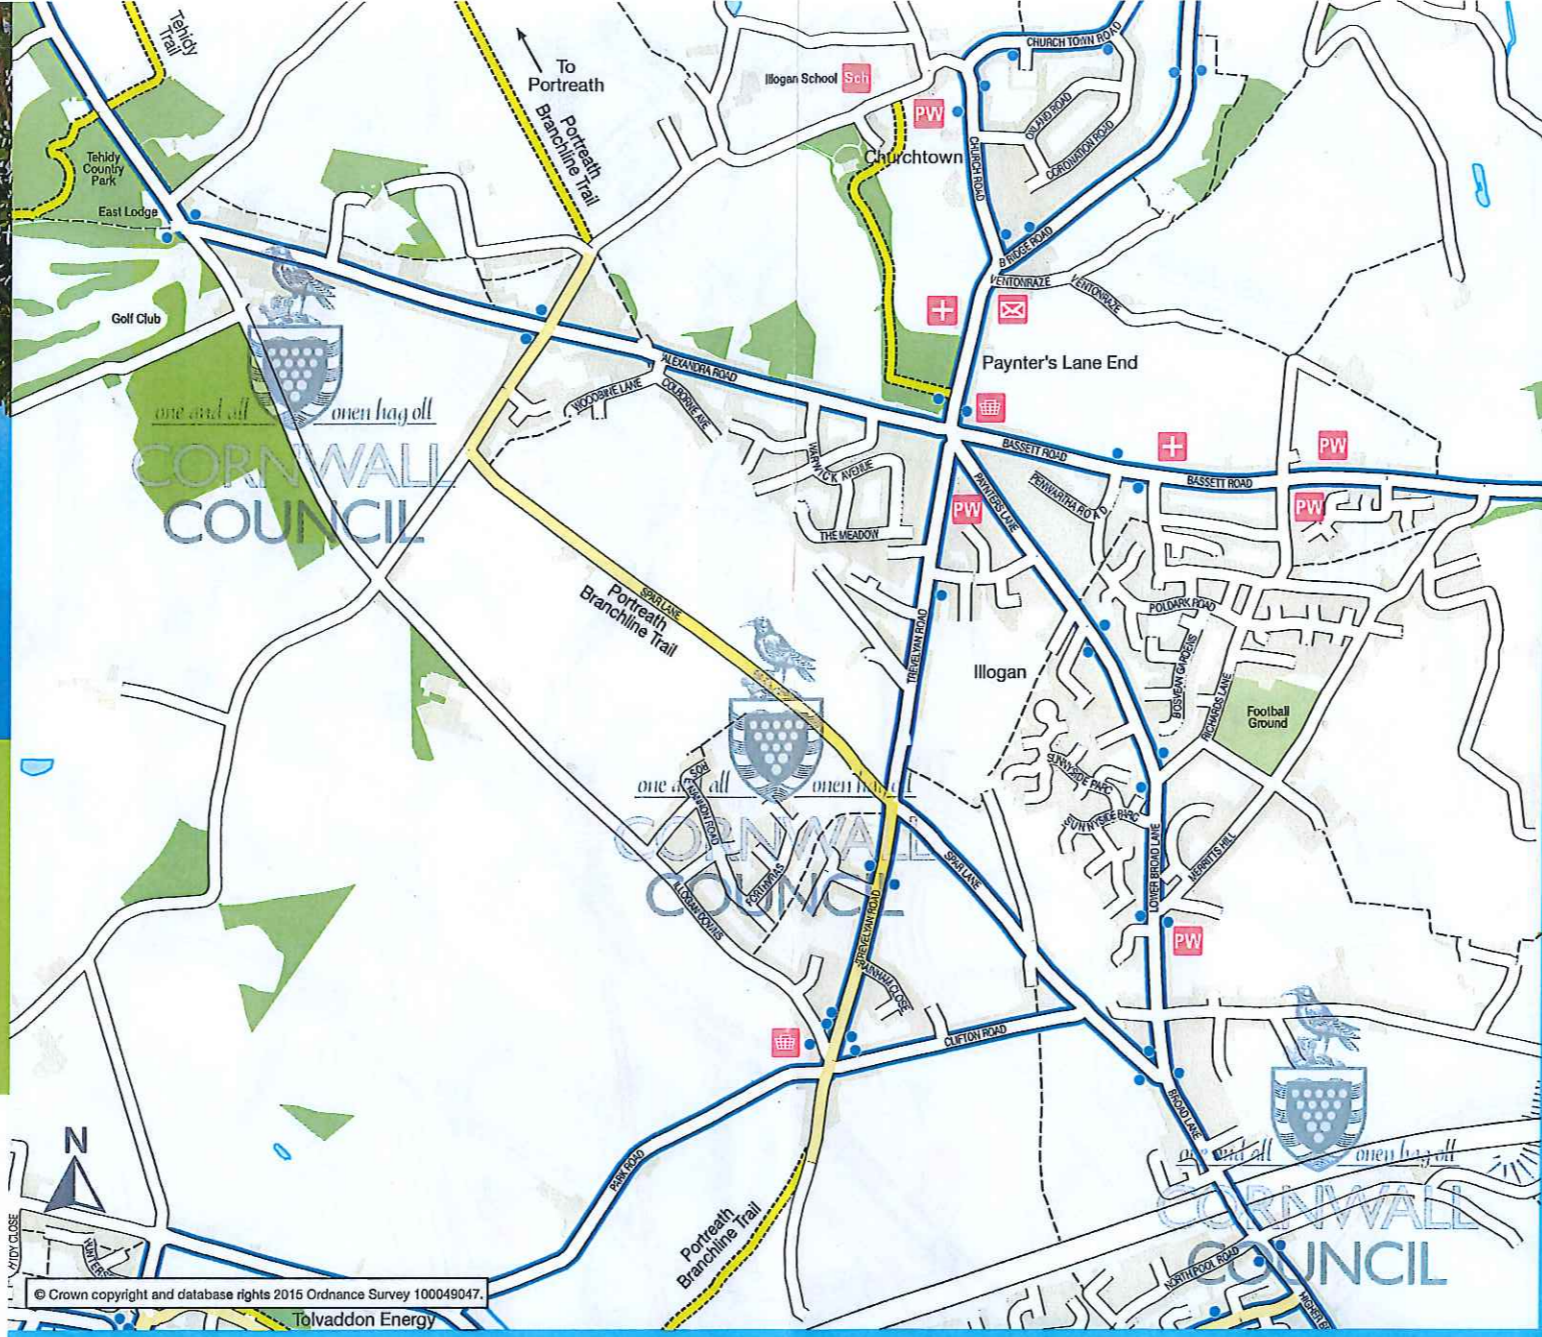 Tehidy
Trail
To
Portreath
Portreath
Branchline Trail
Illogan School
Sch
PW
CHURCH TOWN ROAD
Churchtown
CHURCH ROAD
CORONATION ROAD
Tehidy
Country
Park
East Lodge
BRIDGE ROAD
VENTONRAZE
VENTONRAZE
Golf Club
Paynter's Lane End
ALEXANDRA ROAD
WOODBINE LANE
COLBORNE AVE
one and all
onen hag oll
CORNWALL
COUNCIL
BASSETT ROAD
BASSETT ROAD
PW
PW
PW
WARWICK AVENUE
PAYNTERS LANE
PENWARTHA ROAD
THE MEADOW
SPAR LANE
Portreath
Branchline Trail
TREVELYAN ROAD
POLDARK ROAD
Illogan
BOSVEAN GARDENS
RICHARDS LANE
Football
Ground
SUNNYSIDE PARC
SUNNYSIDE PARC
one and all
onen hag oll
CORNWALL
COUNCIL
SPAR LANE
LOWER BROAD LANE
MERRITTS HILL
ILLOGAN DOWNS
TREVELYAN ROAD
RAINHAM CLOSE
PW
CLIFTON ROAD
BROAD LANE
PARK ROAD
N
one and all
onen hag oll
CORNWALL
COUNCIL
Portreath
Branchline Trail
NORTH POOL ROAD
© Crown copyright and database rights 2015 Ordnance Survey 100049047.
Tolvaddon Energy